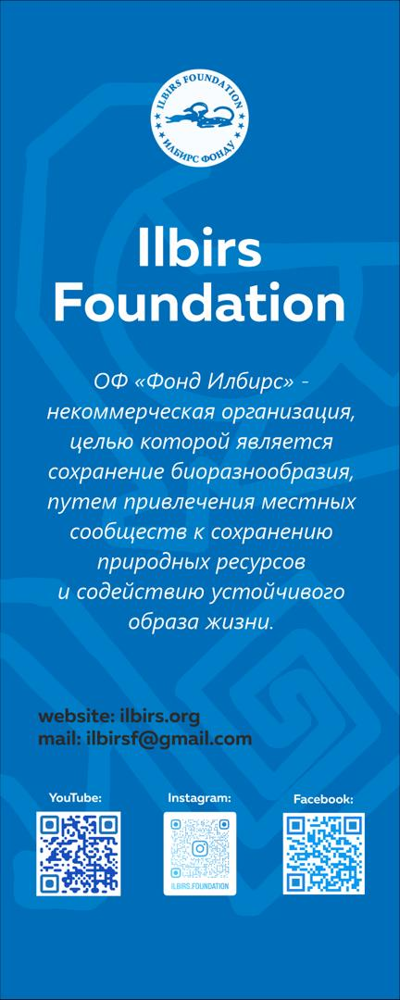 ILBIRS FOUNDATION
ИЛБИРС ФОНДУ
Ilbirs
Foundation
ОФ «Фонд Илбирс» -
некоммерческая организация,
целью которой является
сохранение биоразнообразия,
путем привлечения местных
сообществ к сохранению
природных ресурсов
и содействию устойчивого
образа жизни.
website: ilbirs.org
mail: ilbirsf@gmail.com
YouTube:
Instagram:
Facebook:
ILBIRS.FOUNDATION